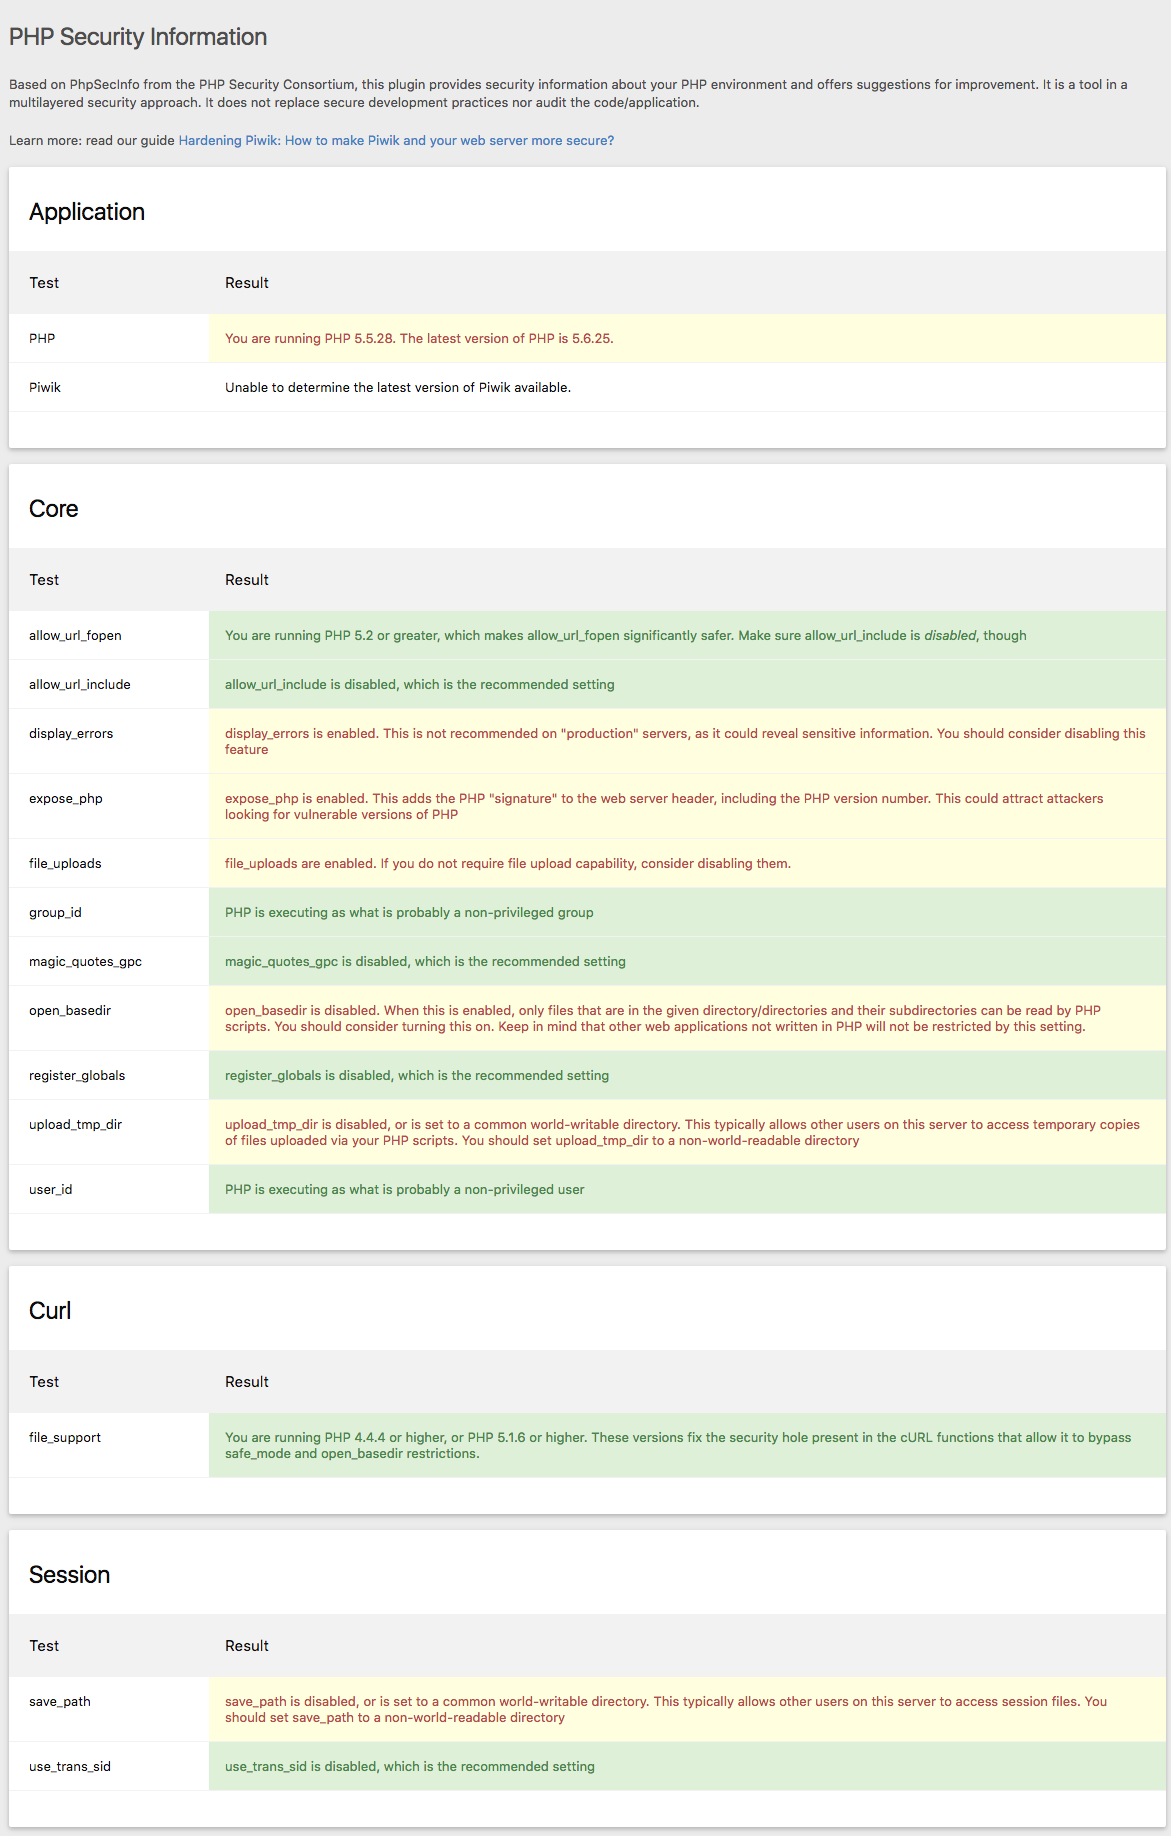 PHP Security Information
Based on PhpSecInfo from the PHP Security Consortium, this plugin provides security information about your PHP environment and offers suggestions for improvement. It is a tool in a
multilayered security approach. It does not replace secure development practices nor audit the code/application.
Learn more: read our guide Hardening Piwik: How to make Piwik and your web server more secure?
Application
Test Result
PHP You are running PHP 5.5.28. The latest version of PHP is 5.6.25.
Piwik Unable to determine the latest version of Piwik available.
Core
Test Result
allow_url_fopen You are running PHP 5.2 or greater, which makes allow_url_fopen significantly safer. Make sure allow_url_include is disabled, though
allow_url_include allow_url_include is disabled, which is the recommended setting
display_errors display_errors is enabled. This is not recommended on "production" servers, as it could reveal sensitive information. You should consider disabling this
feature
expose_php expose_php is enabled. This adds the PHP "signature" to the web server header, including the PHP version number. This could attract attackers
looking for vulnerable versions of PHP
file_uploads file_uploads are enabled. If you do not require file upload capability, consider disabling them.
group_id PHP is executing as what is probably a non-privileged group
magic_quotes_gpc magic_quotes_gpc is disabled, which is the recommended setting
open_basedir open_basedir is disabled. When this is enabled, only files that are in the given directory/directories and their subdirectories can be read by PHP
scripts. You should consider turning this on. Keep in mind that other web applications not written in PHP will not be restricted by this setting.
register_globals register_globals is disabled, which is the recommended setting
upload_tmp_dir upload_tmp_dir is disabled, or is set to a common world-writable directory. This typically allows other users on this server to access temporary copies
of files uploaded via your PHP scripts. You should set upload_tmp_dir to a non-world-readable directory
user_id PHP is executing as what is probably a non-privileged user
Curl
Test Result
file_support You are running PHP 4.4.4 or higher, or PHP 5.1.6 or higher. These versions fix the security hole present in the cURL functions that allow it to bypass
safe_mode and open_basedir restrictions.
Session
Test Result
save_path save_path is disabled, or is set to a common world-writable directory. This typically allows other users on this server to access session files. You
should set save_path to a non-world-readable directory
use_trans_sid use_trans_sid is disabled, which is the recommended setting